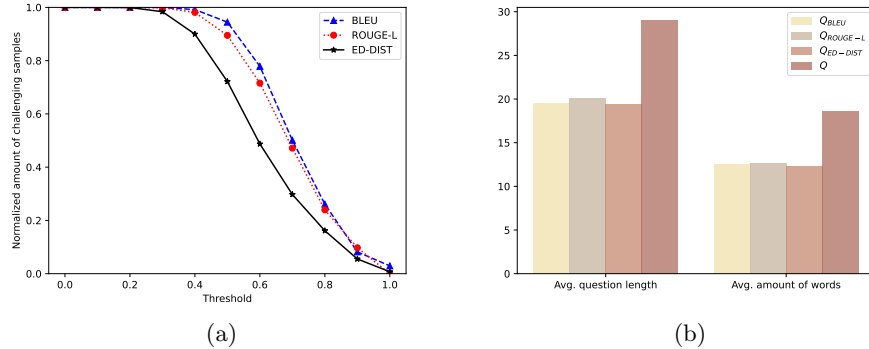 Normalized amount of challenging samples
1.0
0.8
0.6
0.4
0.2
0.0
0.0 0.2 0.4 0.6 0.8 1.0
Threshold
BLEU
ROUGE-L
ED-DIST
(a)
30
25
20
15
10
5
0
Avg. question length Avg. amount of words
Q_BLEU
Q_ROUGE-L
Q_ED-DIST
Q
(b)